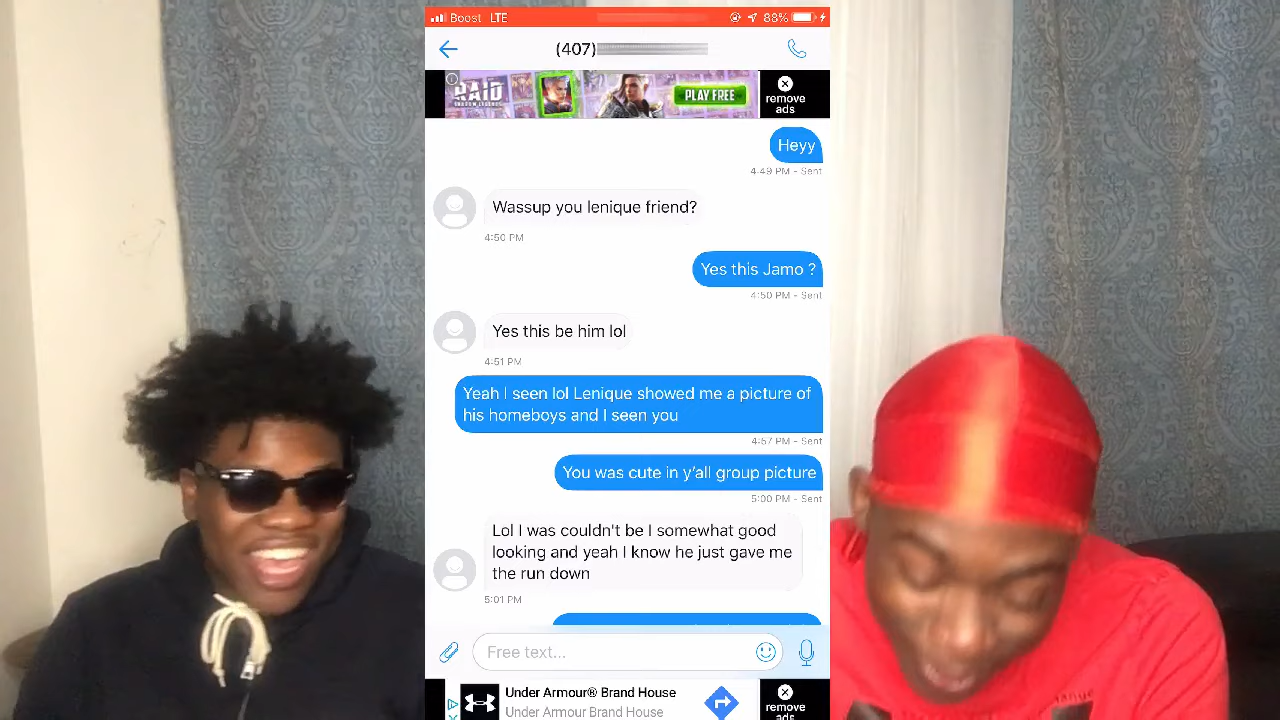 Boost LTE 88%
(407)
RAID
SHADOW LEGENDS
PLAY FREE
remove
ads
Heyy
4:49 PM - Sent
Wassup you lenique friend?
4:50 PM
Yes this Jamo ?
4:50 PM - Sent
Yes this be him lol
4:51 PM
Yeah I seen lol Lenique showed me a picture of
his homeboys and I seen you
4:57 PM - Sent
You was cute in y'all group picture
5:00 PM - Sent
Lol I was couldn't be I somewhat good
looking and yeah I know he just gave me
the run down
5:01 PM
Free text...
Under Armour® Brand House
Under Armour Brand House
remove
ads